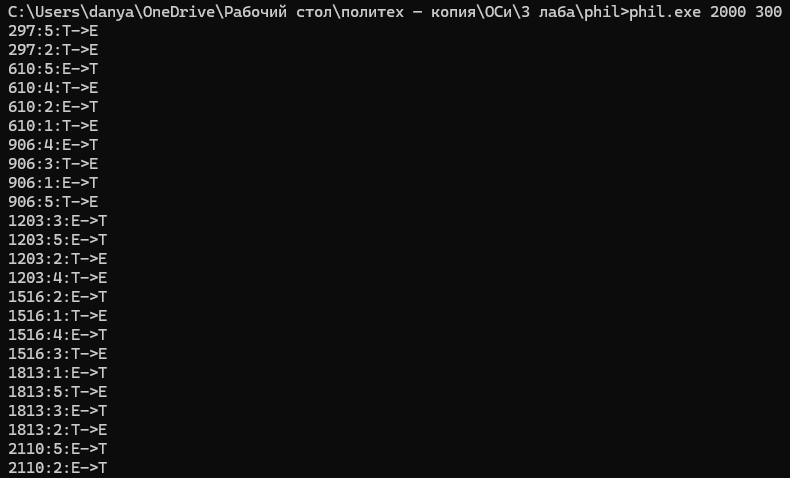 C:\Users\danya\OneDrive\Рабочий стол\политех — копия\ОСи\3 лаба\phil>phil.exe 2000 300
297:5:T->E
297:2:T->E
610:5:E->T
610:4:T->E
610:2:E->T
610:1:T->E
906:4:E->T
906:3:T->E
906:1:E->T
906:5:T->E
1203:3:E->T
1203:5:E->T
1203:2:T->E
1203:4:T->E
1516:2:E->T
1516:1:T->E
1516:4:E->T
1516:3:T->E
1813:1:E->T
1813:5:T->E
1813:3:E->T
1813:2:T->E
2110:5:E->T
2110:2:E->T